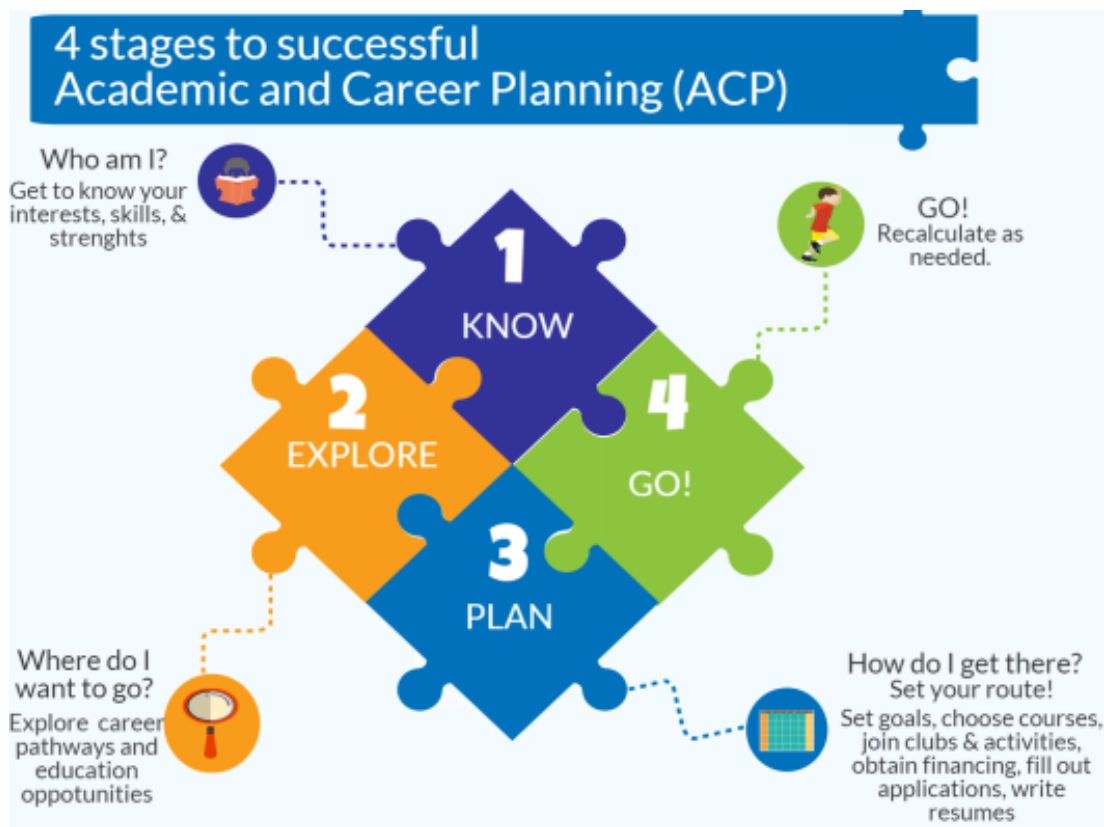 4 stages to successful
Academic and Career Planning (ACP)
Who am I?
Get to know your
interests, skills, &
strenghts
1
KNOW
2
EXPLORE
3
PLAN
4
GO!
GO!
Recalculate as
needed.
Where do I
want to go?
Explore career
pathways and
education
oppotunities
How do I get there?
Set your route!
Set goals, choose courses,
join clubs & activities,
obtain financing, fill out
applications, write
resumes